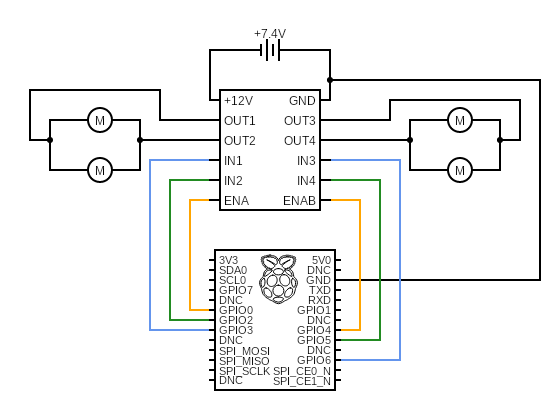 +7.4V
+12V GND
OUT1 OUT3
M M
OUT2 OUT4
IN1 IN3
M M
IN2 IN4
ENA ENAB
3V3 5V0
SDA0 DNC
SCL0 GND
GPIO7 TXD
DNC RXD
GPIO0 GPIO1
GPIO2 DNC
GPIO3 GPIO4
DNC GPIO5
SPI_MOSI DNC
SPI_MISO GPIO6
SPI_SCLK SPI_CE0_N
DNC SPI_CE1_N